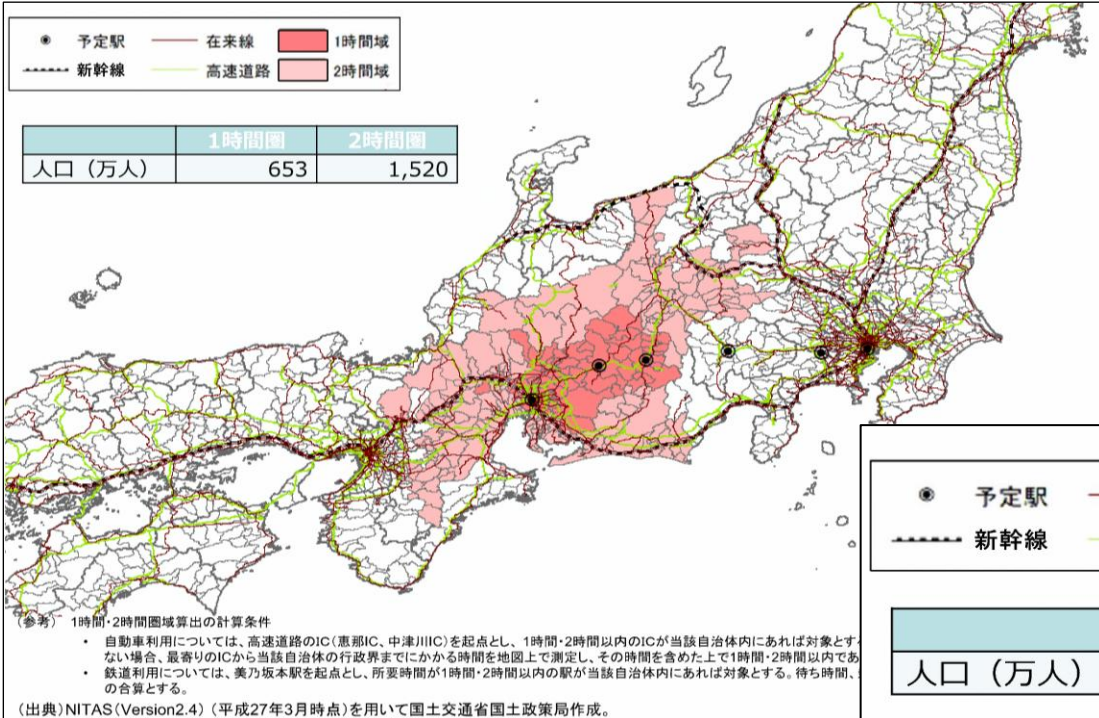 予定駅 在来線 1時間域
新幹線 高速道路 2時間域
1時間圏 2時間圏
人口（万人） 653 1,520
予定駅
新幹線
人口（万人）
（参考） 1時間・2時間圏域算出の計算条件
• 自動車利用については、高速道路のIC（恵那IC、中津川IC）を起点とし、1時間・2時間以内のICが当該自治体内にあれば対象とす
ない場合、最寄りのICから当該自治体の行政界までにかかる時間を地図上で測定し、その時間を含めた上で1時間・2時間以内であ
• 鉄道利用については、美乃坂本駅を起点とし、所要時間が1時間・2時間以内の駅が当該自治体内にあれば対象とする。待ち時間、
の合算とする。
（出典）NITAS（Version2.4）（平成27年3月時点）を用いて国土交通省国土政策局作成。